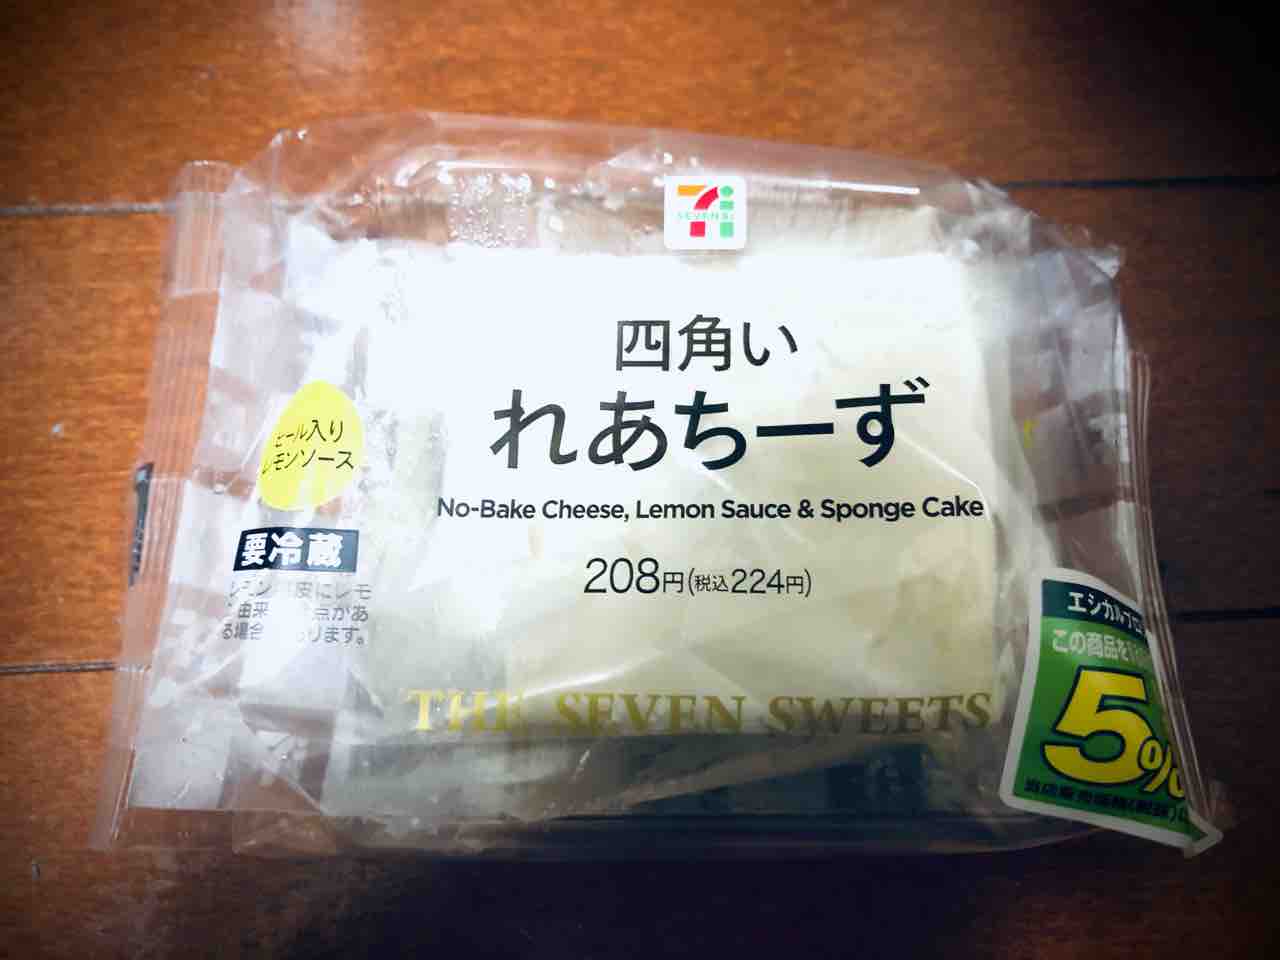 SEVEN&i
四角い
れあちーず
No-Bake Cheese, Lemon Sauce & Sponge Cake
208円(税込224円)
ピール入り
レモンソース
要冷蔵
THE SEVEN SWEETS
エシカルプロ
この商品を
5%